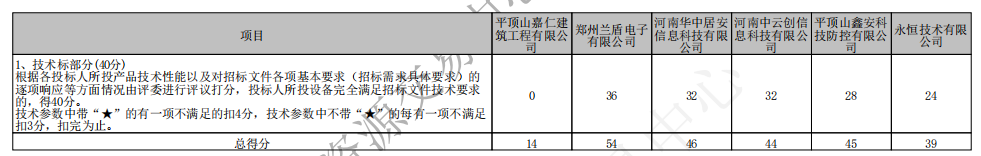 项目
平顶山嘉仁建
筑工程有限公
司
郑州兰盾电子
有限公司
河南华中居安
信息科技有限
公司
河南中云创信
息科技有限公
司
平顶山鑫安科
技防控有限公
司
永恒技术有限
公司
1、技术标部分(40分)
根据各投标人所投产品技术性能以及对招标文件各项基本要求（招标需求具体要求）的
逐项响应等方面情况由评委进行评议打分，投标人所投设备完全满足招标文件技术要求
的，得40分。
技术参数中带“★”的有一项不满足的扣4分，技术参数中不带“★”的每有一项不满足
扣3分，扣完为止。
0
36
32
32
28
24
总得分
14
54
46
44
45
39
资源交易
中心